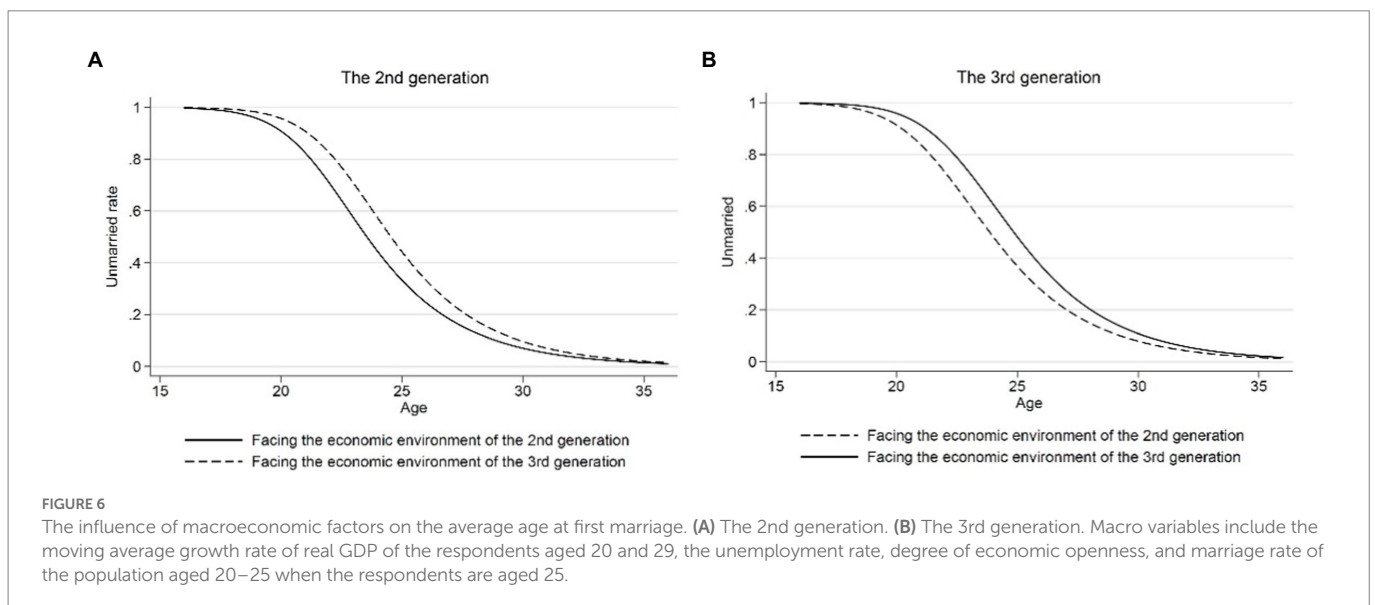 A
The 2nd generation
1
.8
.6
.4
.2
0
Unmarried rate
15 20 25 30 35
Age
Facing the economic environment of the 2nd generation
Facing the economic environment of the 3rd generation
B
The 3rd generation
1
.8
.6
.4
.2
0
Unmarried
15 20 25 30 35
Age
Facing the economic environment of the 2nd generation
Facing the economic environment of the 3rd generation
FIGURE 6
The influence of macroeconomic factors on the average age at first marriage. (A) The 2nd generation. (B) The 3rd generation. Macro variables include the
moving average growth rate of real GDP of the respondents aged 20 and 29, the unemployment rate, degree of economic openness, and marriage rate of
the population aged 20–25 when the respondents are aged 25.